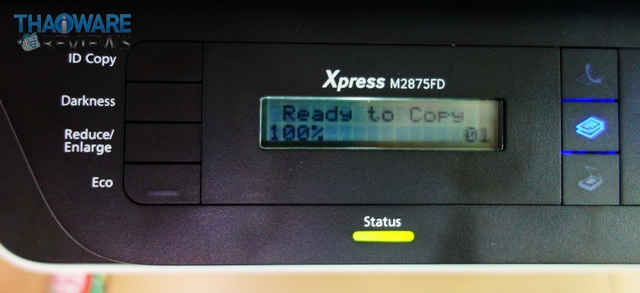 THAIWARE
REVIEWS
ID Copy
Xpress M2875FD
Darkness
Ready to Copy
Reduce/
Enlarge
100% 01
Eco
Status